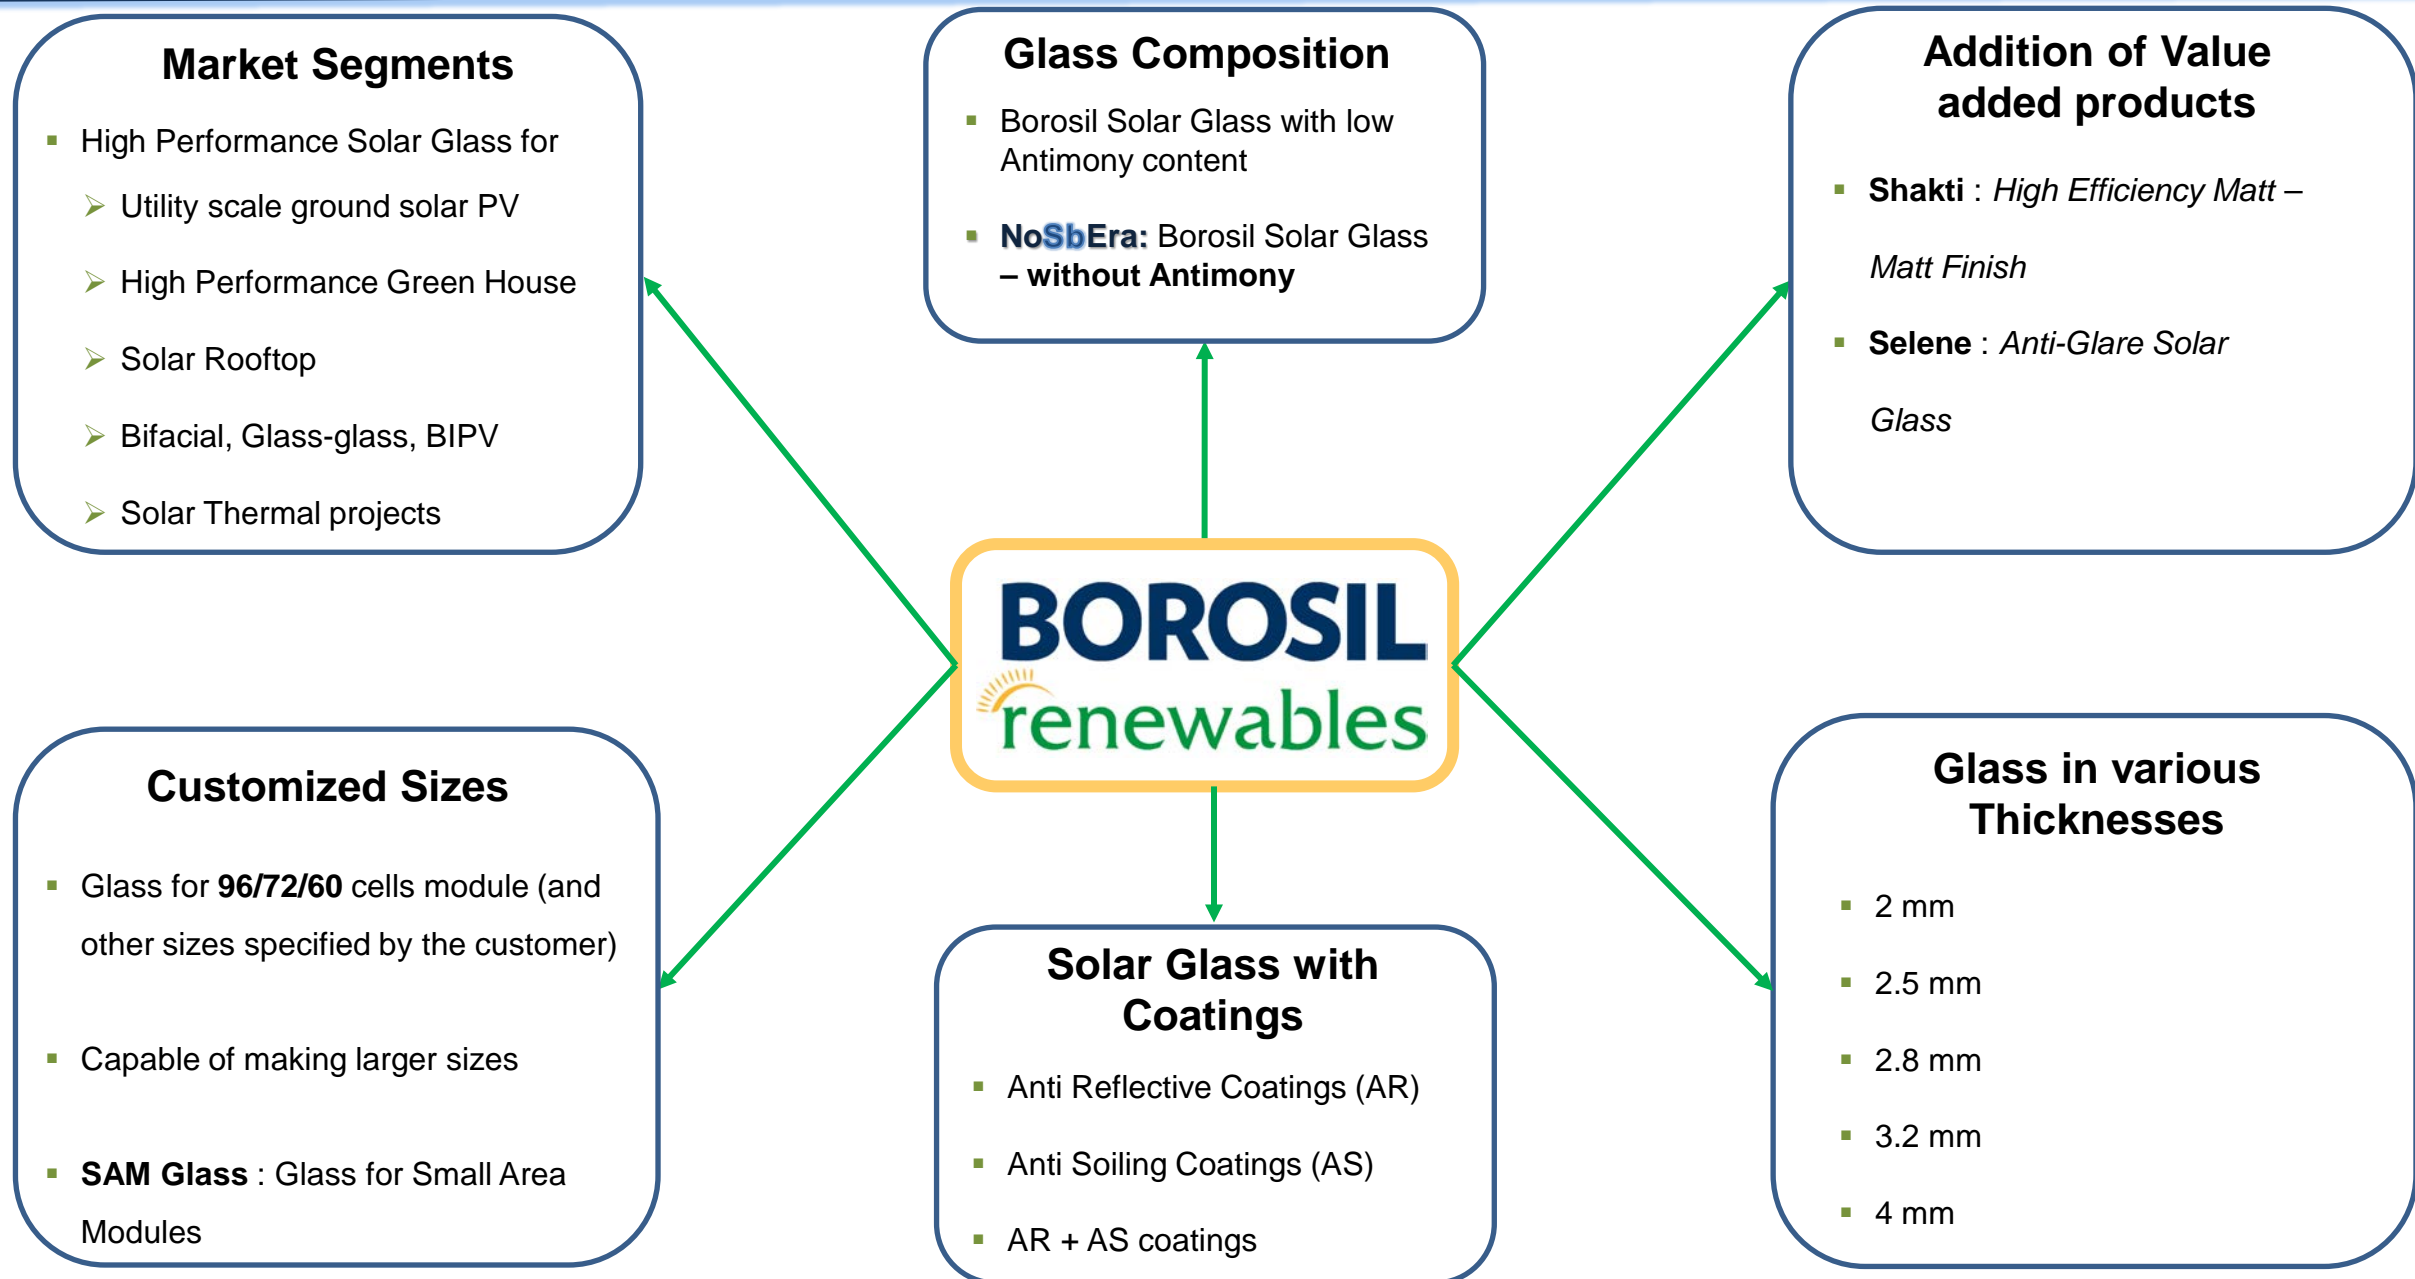 Market Segments
High Performance Solar Glass for
Utility scale ground solar PV
High Performance Green House
Solar Rooftop
Bifacial, Glass-glass, BIPV
Solar Thermal projects
Glass Composition
Borosil Solar Glass with low
Antimony content
NoSbEra: Borosil Solar Glass
– without Antimony
Addition of Value
added products
Shakti : High Efficiency Matt –
Matt Finish
Selene : Anti-Glare Solar
Glass
BOROSIL
renewables
Customized Sizes
Glass for 96/72/60 cells module (and
other sizes specified by the customer)
Capable of making larger sizes
SAM Glass : Glass for Small Area
Modules
Solar Glass with
Coatings
Anti Reflective Coatings (AR)
Anti Soiling Coatings (AS)
AR + AS coatings
Glass in various
Thicknesses
2 mm
2.5 mm
2.8 mm
3.2 mm
4 mm